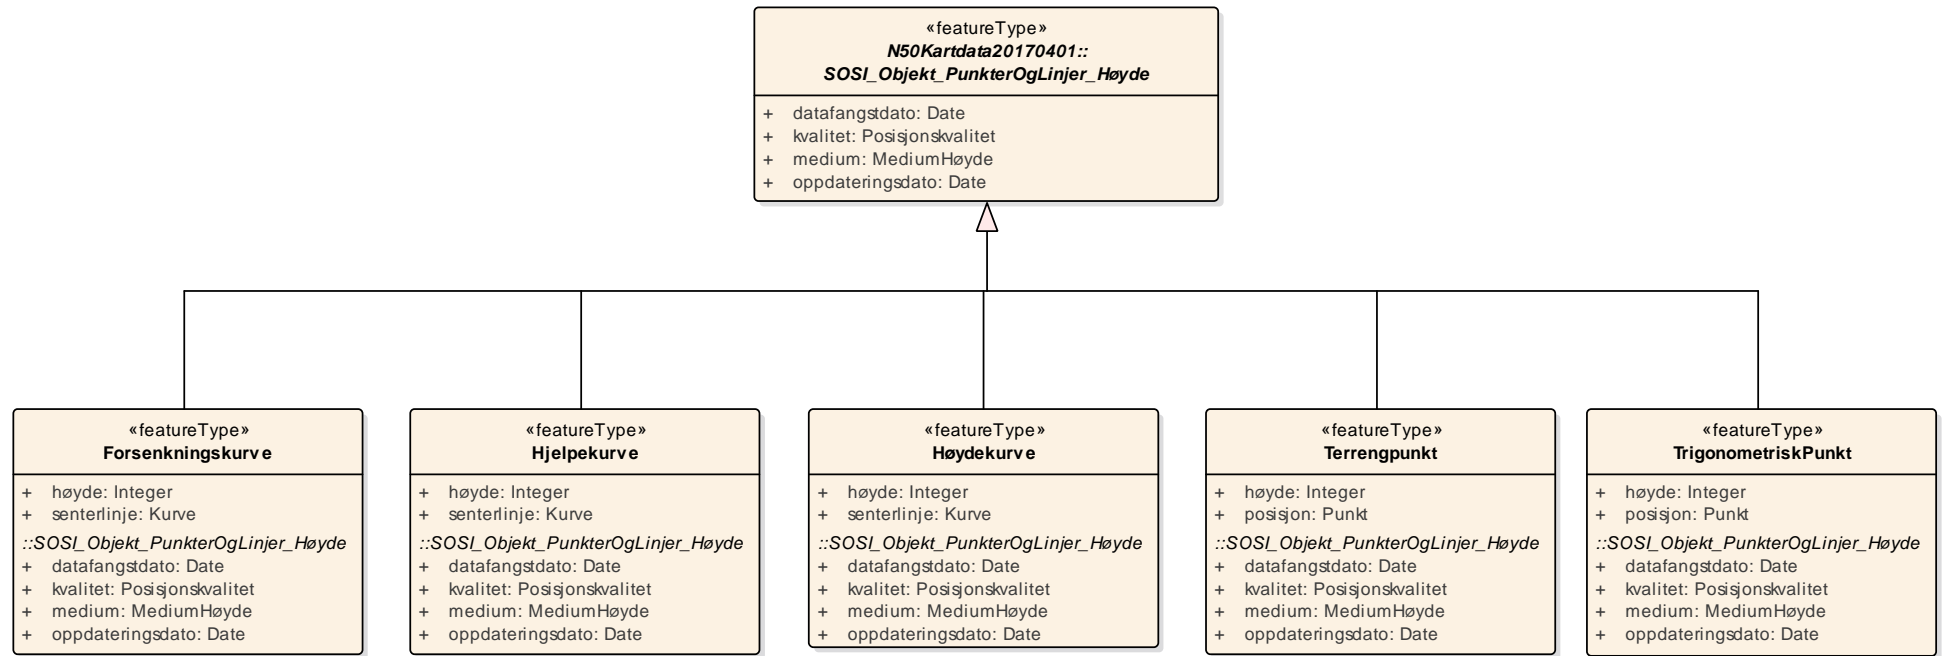 «featureType»
N50Kartdata20170401::
SOSI_Objekt_PunkterOgLinjer_Høyde
+ datafangstdato: Date
+ kvalitet: Posisjonskvalitet
+ medium: MediumHøyde
+ oppdateringsdato: Date
«featureType»
Forsenkningskurve
+ høyde: Integer
+ senterlinje: Kurve
::SOSI_Objekt_PunkterOgLinjer_Høyde
+ datafangstdato: Date
+ kvalitet: Posisjonskvalitet
+ medium: MediumHøyde
+ oppdateringsdato: Date
«featureType»
Hjelpekurve
+ høyde: Integer
+ senterlinje: Kurve
::SOSI_Objekt_PunkterOgLinjer_Høyde
+ datafangstdato: Date
+ kvalitet: Posisjonskvalitet
+ medium: MediumHøyde
+ oppdateringsdato: Date
«featureType»
Høydekurve
+ høyde: Integer
+ senterlinje: Kurve
::SOSI_Objekt_PunkterOgLinjer_Høyde
+ datafangstdato: Date
+ kvalitet: Posisjonskvalitet
+ medium: MediumHøyde
+ oppdateringsdato: Date
«featureType»
Terrengpunkt
+ høyde: Integer
+ posisjon: Punkt
::SOSI_Objekt_PunkterOgLinjer_Høyde
+ datafangstdato: Date
+ kvalitet: Posisjonskvalitet
+ medium: MediumHøyde
+ oppdateringsdato: Date
«featureType»
TrigonometriskPunkt
+ høyde: Integer
+ posisjon: Punkt
::SOSI_Objekt_PunkterOgLinjer_Høyde
+ datafangstdato: Date
+ kvalitet: Posisjonskvalitet
+ medium: MediumHøyde
+ oppdateringsdato: Date